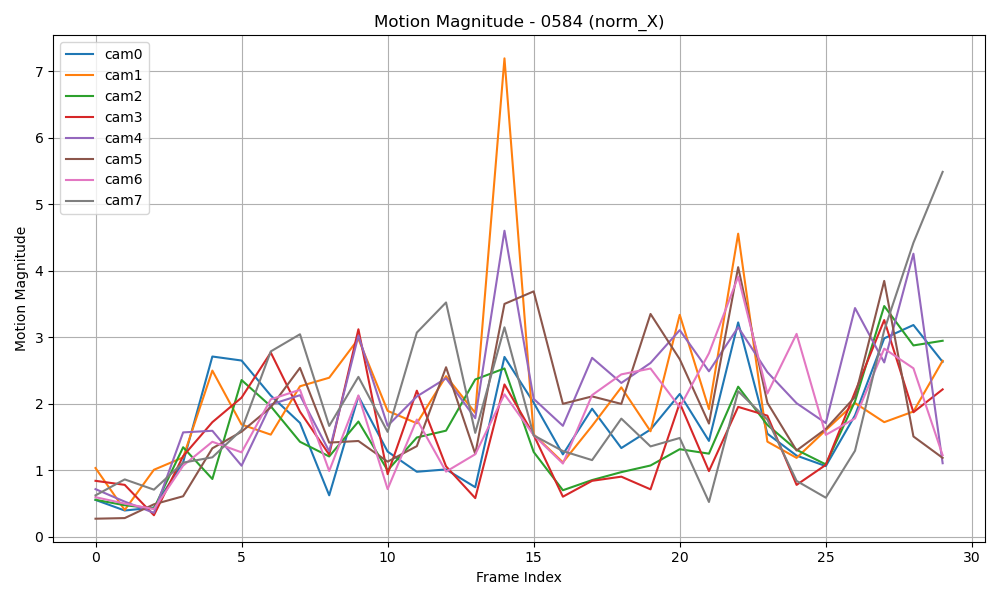 Motion Magnitude - 0584 (norm_X)
cam0
cam1
cam2
cam3
cam4
cam5
cam6
cam7
Motion Magnitude
7
6
5
4
3
2
1
0
0 5 10 15 20 25 30
Frame Index